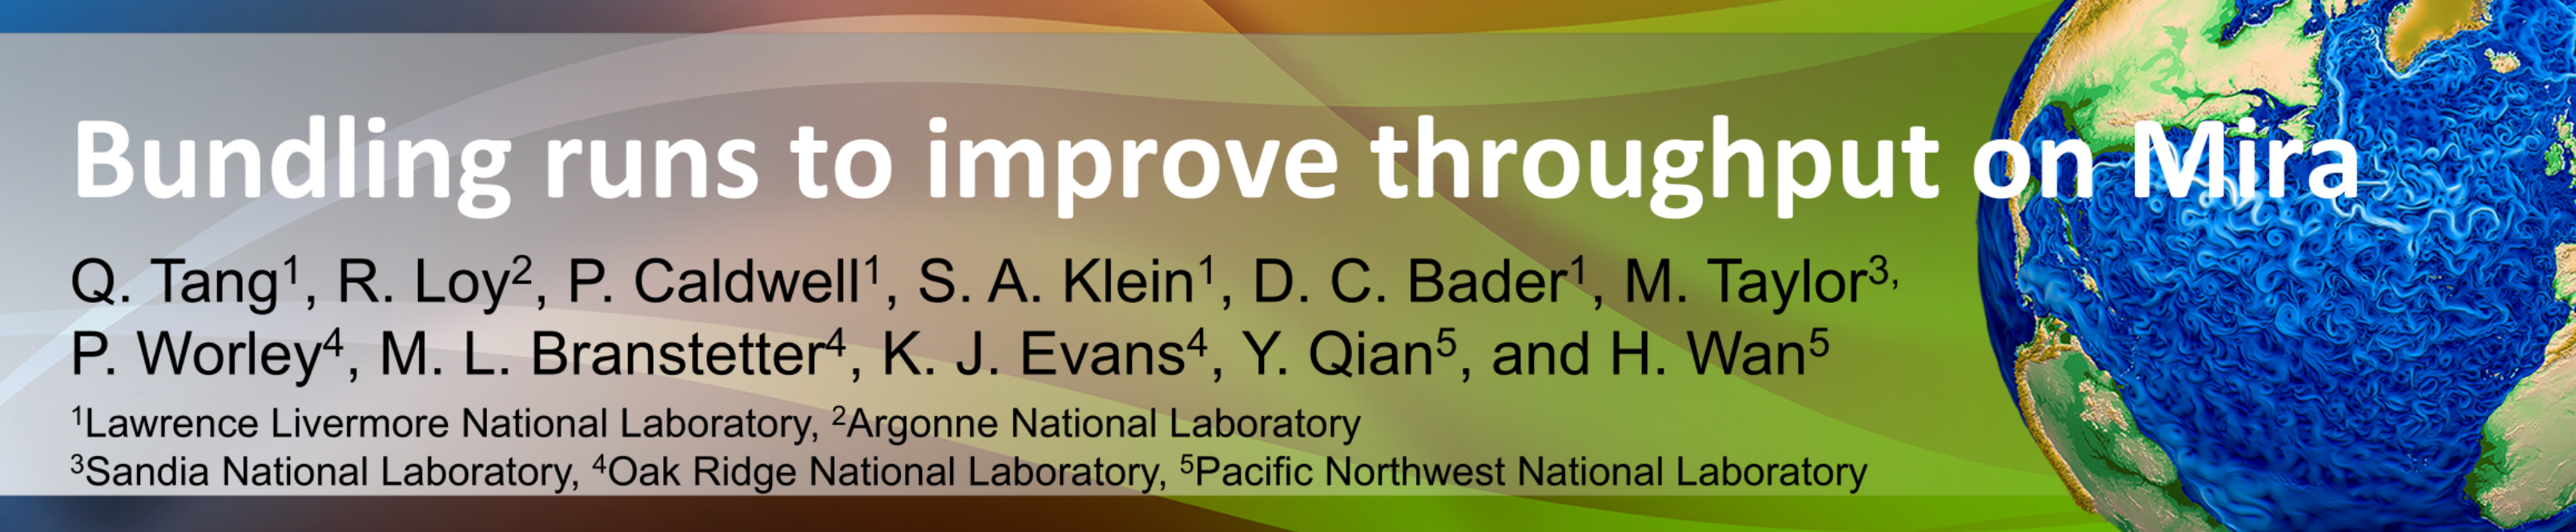 Bundling runs to improve throughput on Mira
Q. Tang¹, R. Loy², P. Caldwell¹, S. A. Klein¹, D. C. Bader¹, M. Taylor³,
P. Worley⁴, M. L. Branstetter⁴, K. J. Evans⁴, Y. Qian⁵, and H. Wan⁵
¹Lawrence Livermore National Laboratory, ²Argonne National Laboratory
³Sandia National Laboratory, ⁴Oak Ridge National Laboratory, ⁵Pacific Northwest National Laboratory